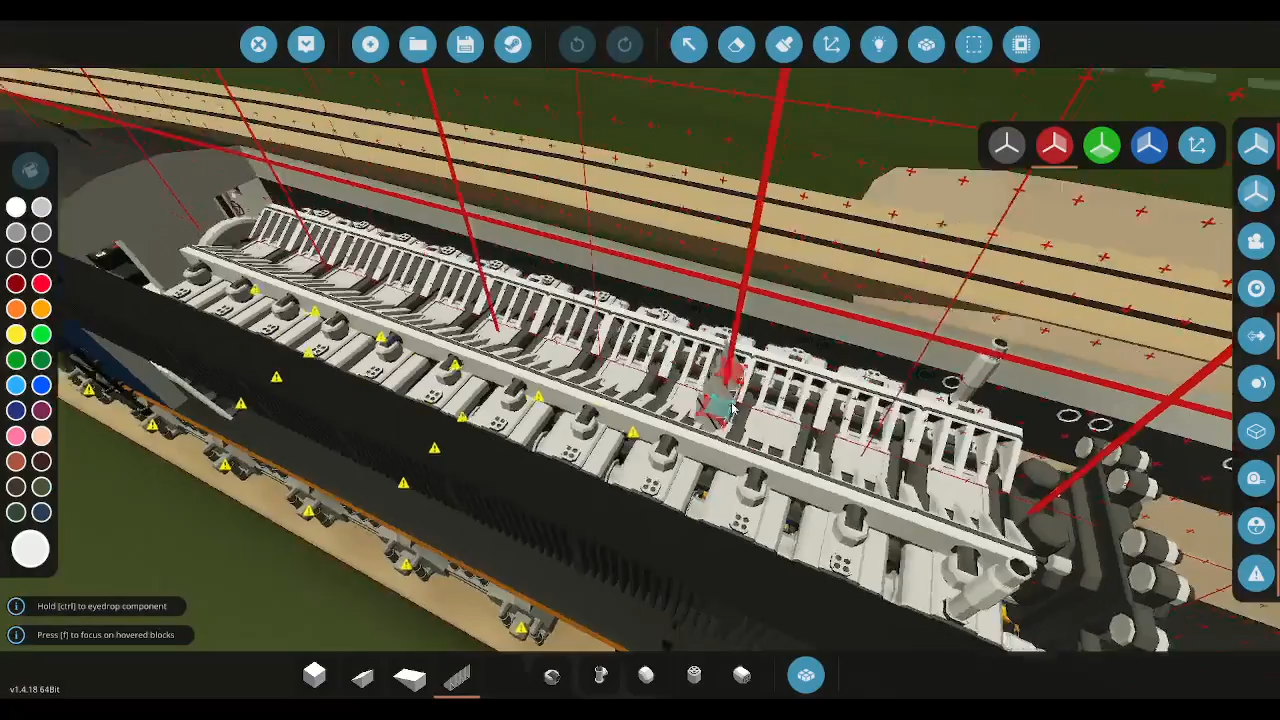 Hold [ctrl] to eyedrop component
Press [f] to focus on hovered blocks
v1.4.18 64Bit